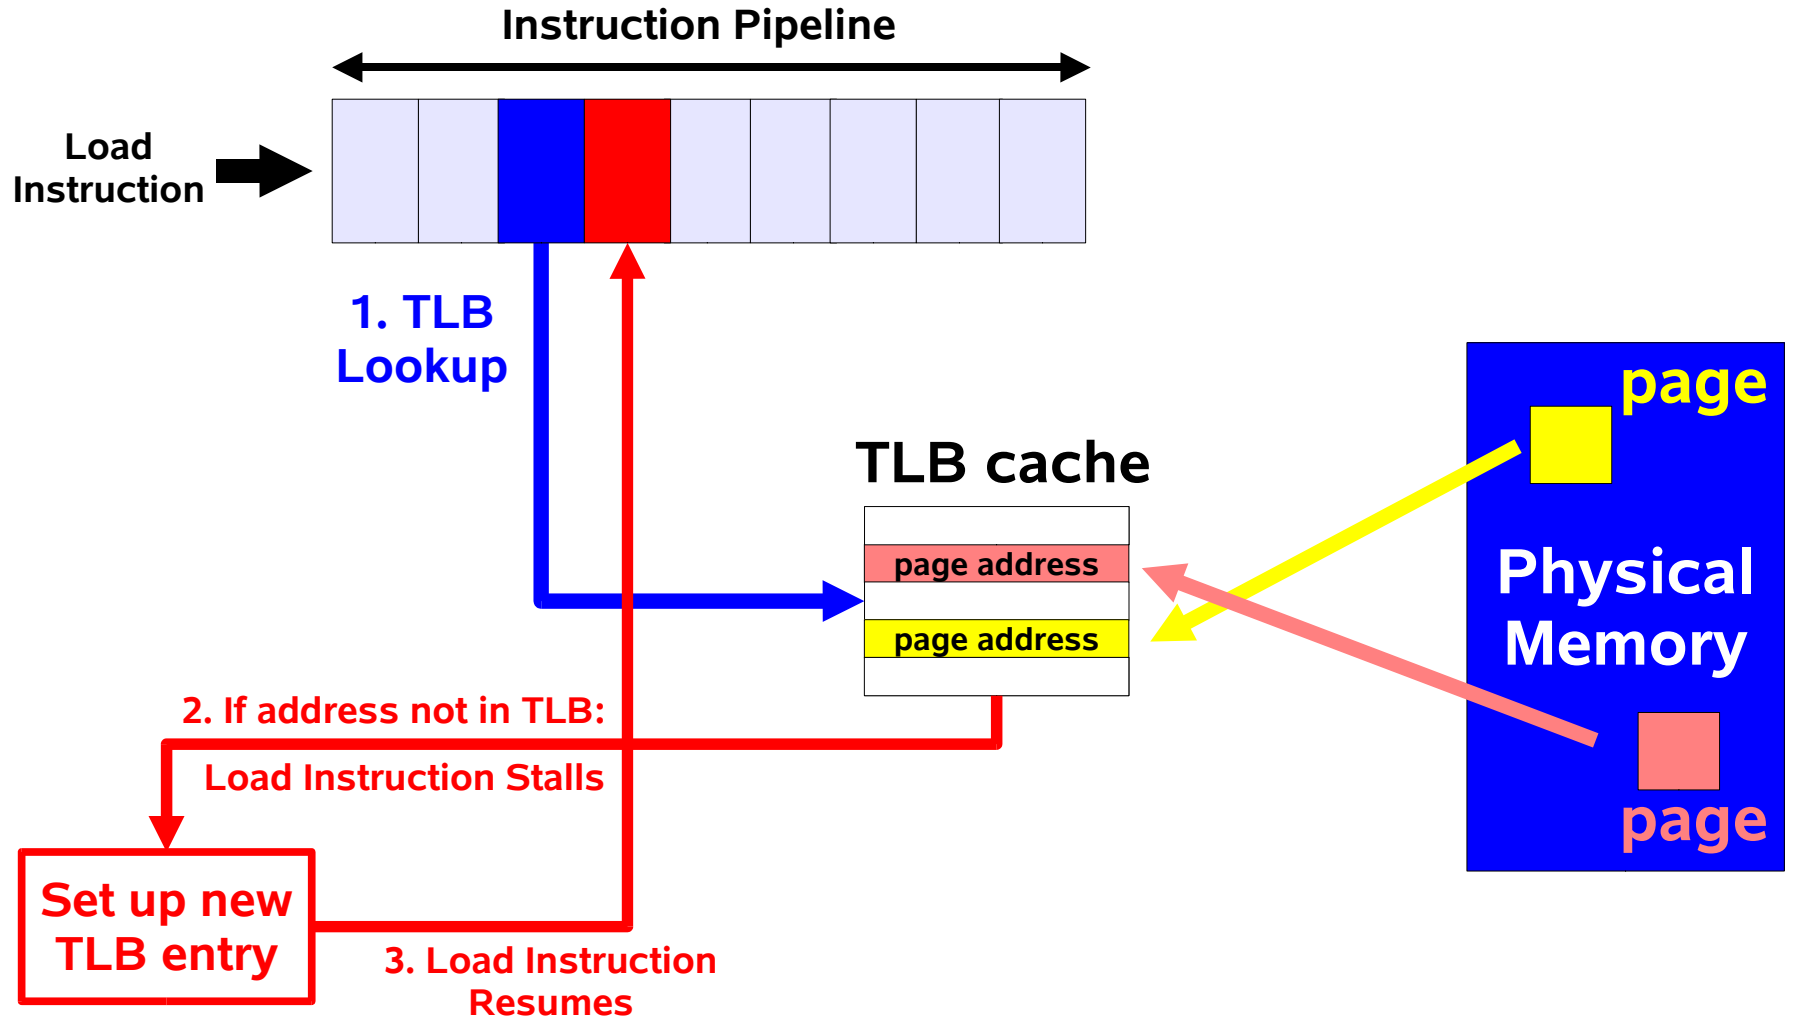 Instruction Pipeline
Load
Instruction
1. TLB
Lookup
TLB cache
page address
page address
page
Physical
Memory
page
2. If address not in TLB:
Load Instruction Stalls
Set up new
TLB entry
3. Load Instruction
Resumes